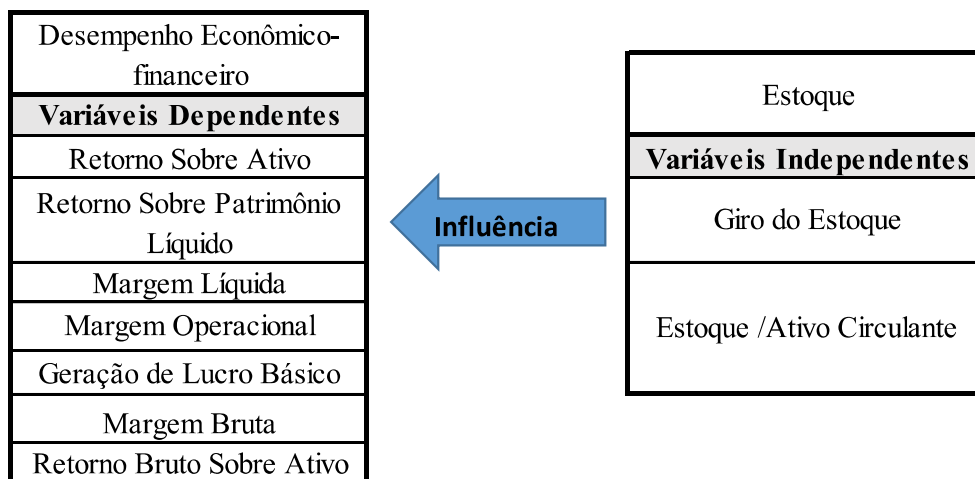 Desempenho Econômico-
financeiro
Variáveis Dependentes
Retorno Sobre Ativo
Retorno Sobre Patrimônio
Líquido
Margem Líquida
Margem Operacional
Geração de Lucro Básico
Margem Bruta
Retorno Bruto Sobre Ativo
Influência
Estoque
Variáveis Independentes
Giro do Estoque
Estoque /Ativo Circulante